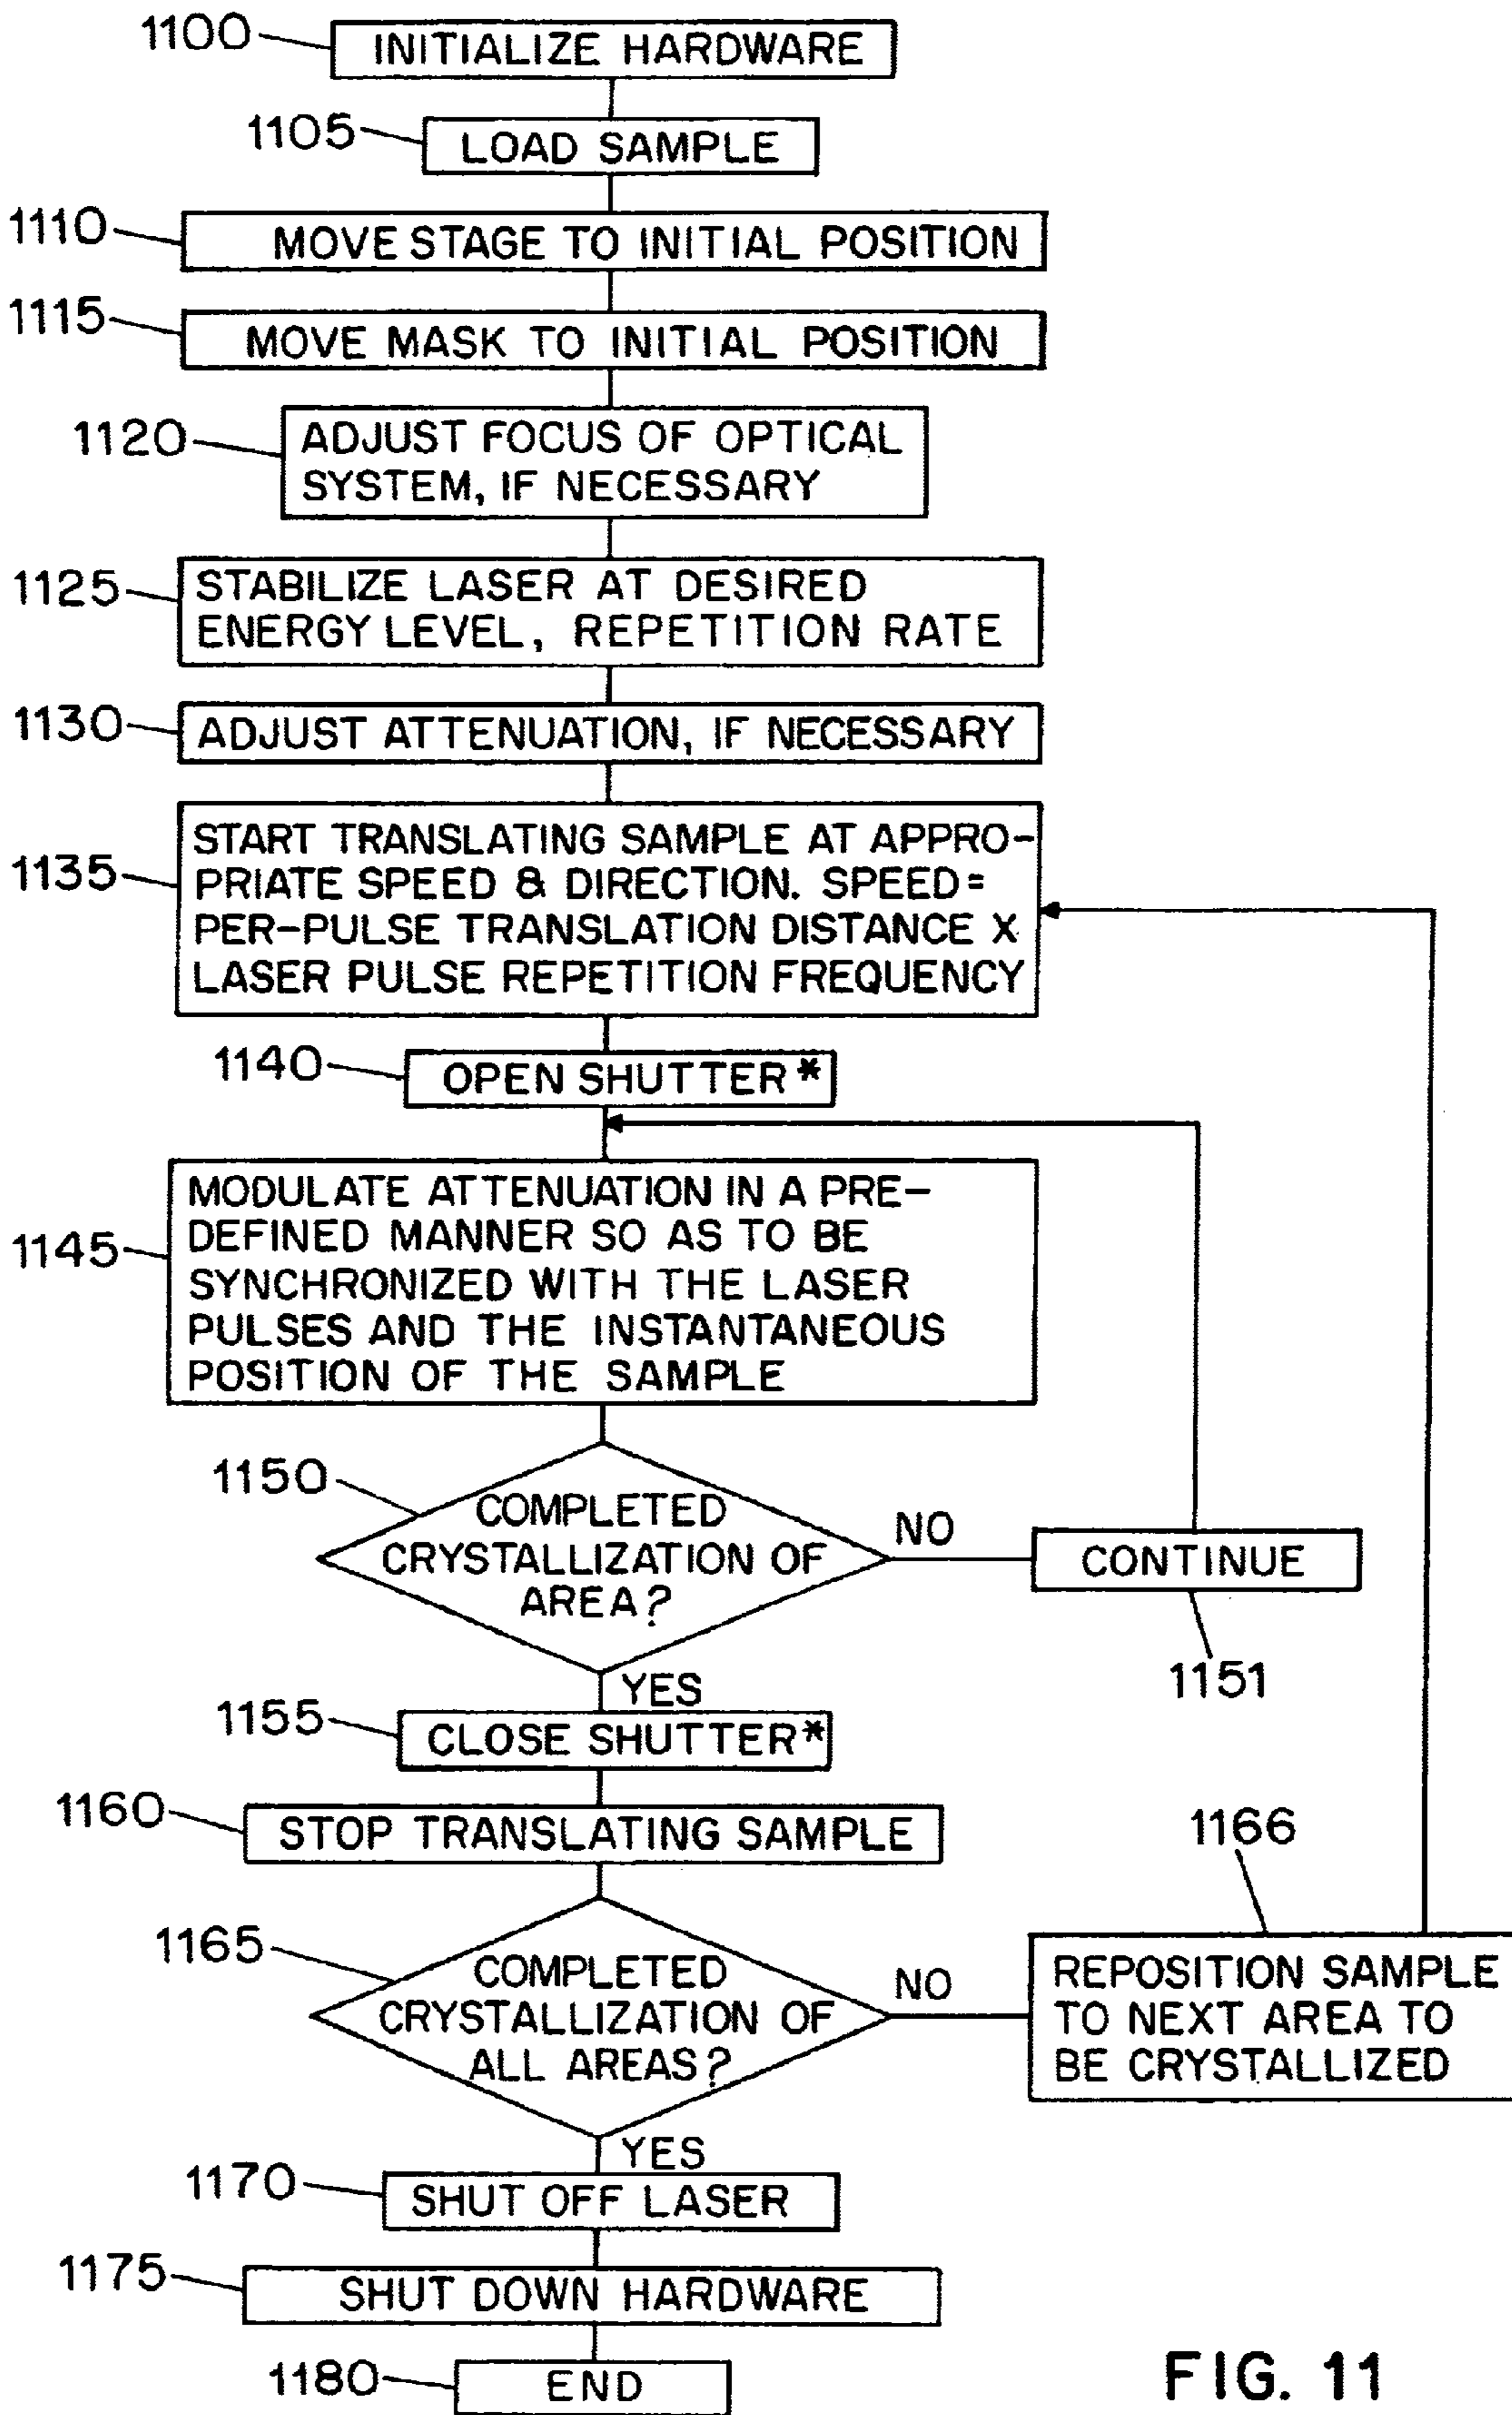 1100
INITIALIZE HARDWARE
1105
LOAD SAMPLE
1110
MOVE STAGE TO INITIAL POSITION
1115
MOVE MASK TO INITIAL POSITION
1120
ADJUST FOCUS OF OPTICAL
SYSTEM, IF NECESSARY
1125
STABILIZE LASER AT DESIRED
ENERGY LEVEL, REPETITION RATE
1130
ADJUST ATTENUATION, IF NECESSARY
1135
START TRANSLATING SAMPLE AT APPRO-
PRIATE SPEED & DIRECTION. SPEED=
PER-PULSE TRANSLATION DISTANCE X
LASER PULSE REPETITION FREQUENCY
1140
OPEN SHUTTER*
1145
MODULATE ATTENUATION IN A PRE-
DEFINED MANNER SO AS TO BE
SYNCHRONIZED WITH THE LASER
PULSES AND THE INSTANTANEOUS
POSITION OF THE SAMPLE
1150
COMPLETED
CRYSTALLIZATION OF
AREA?
NO
CONTINUE
1151
YES
1155
CLOSE SHUTTER*
1160
STOP TRANSLATING SAMPLE
1165
COMPLETED
CRYSTALLIZATION OF
ALL AREAS?
NO
1166
REPOSITION SAMPLE
TO NEXT AREA TO
BE CRYSTALLIZED
YES
1170
SHUT OFF LASER
1175
SHUT DOWN HARDWARE
1180
END
FIG. 11